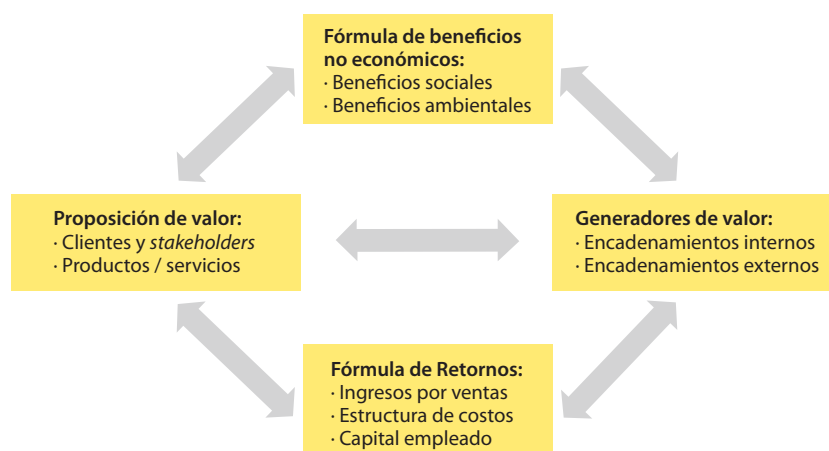 Fórmula de beneficios
no económicos:
· Beneficios sociales
· Beneficios ambientales
Proposición de valor:
· Clientes y stakeholders
· Productos / servicios
Generadores de valor:
· Encadenamientos internos
· Encadenamientos externos
Fórmula de Retornos:
· Ingresos por ventas
· Estructura de costos
· Capital empleado